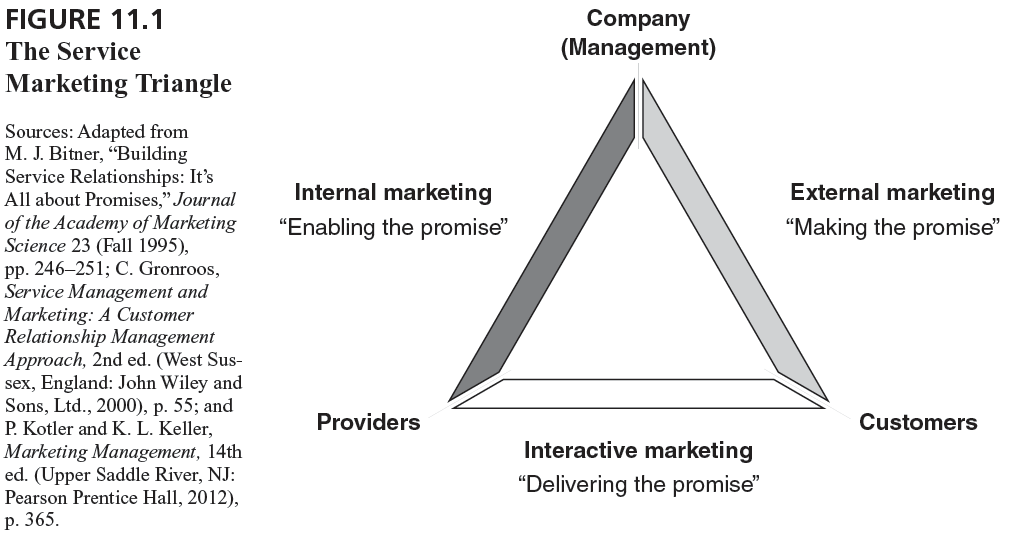 FIGURE 11.1
The Service
Marketing Triangle
Sources: Adapted from
M. J. Bitner, “Building
Service Relationships: It’s
All about Promises,” Journal
of the Academy of Marketing
Science 23 (Fall 1995),
pp. 246–251; C. Gronroos,
Service Management and
Marketing: A Customer
Relationship Management
Approach, 2nd ed. (West Sus-
sex, England: John Wiley and
Sons, Ltd., 2000), p. 55; and
P. Kotler and K. L. Keller,
Marketing Management, 14th
ed. (Upper Saddle River, NJ:
Pearson Prentice Hall, 2012),
p. 365.
Company
(Management)
Internal marketing
“Enabling the promise”
External marketing
“Making the promise”
Providers
Customers
Interactive marketing
“Delivering the promise”